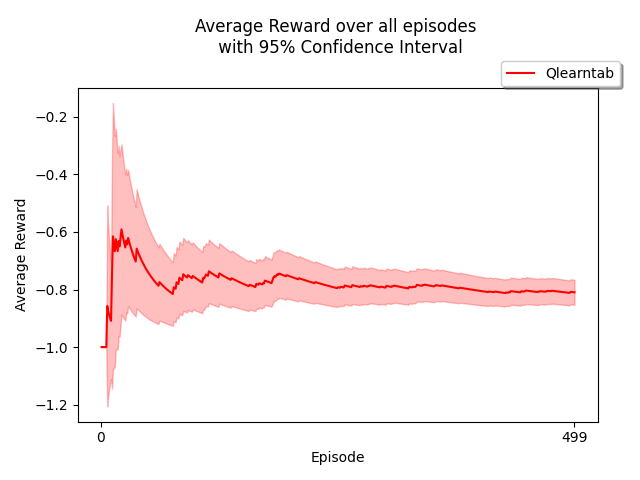 Average Reward over all episodes
with 95% Confidence Interval
Qlearntab
Average Reward
−0.2
−0.4
−0.6
−0.8
−1.0
−1.2
0
499
Episode